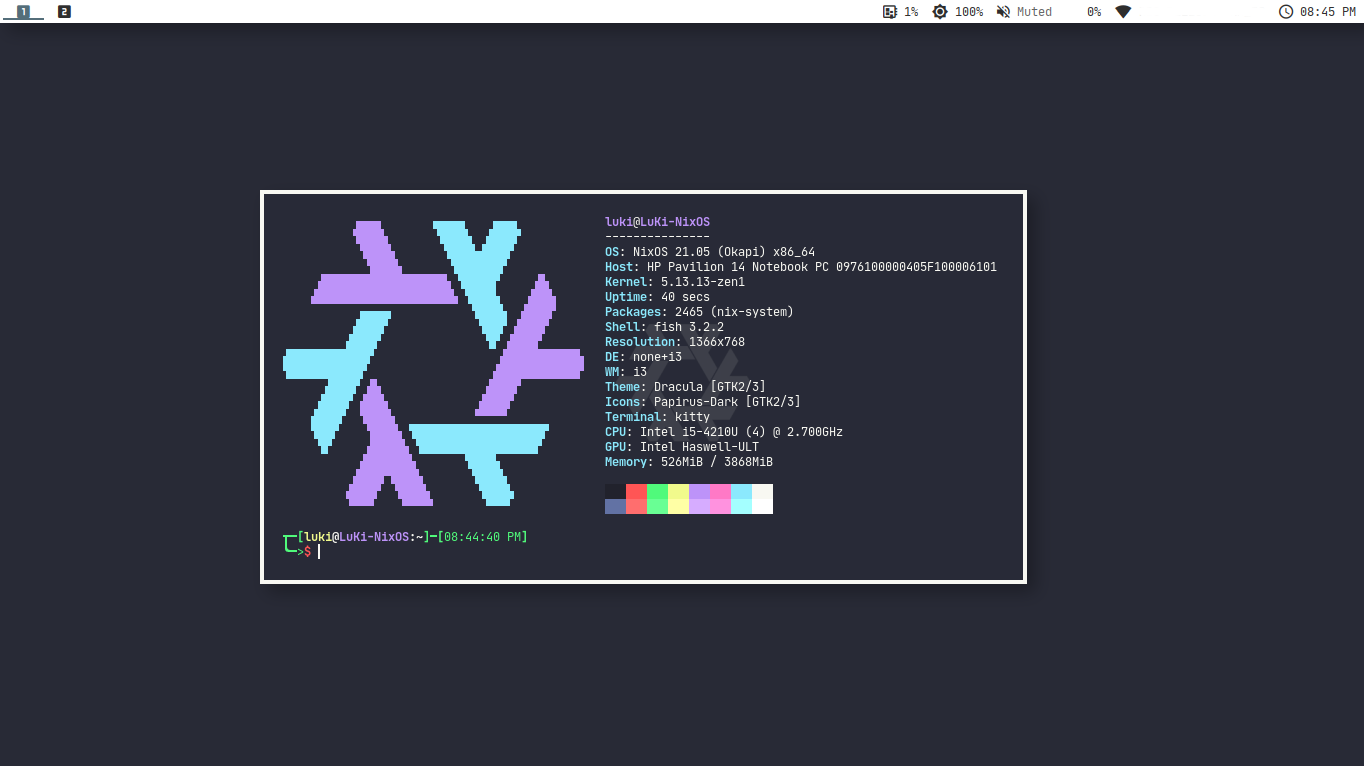 1 2 1% 100% Muted 0% 08:45 PM
luki@LuKi-NixOS
---------------
OS: NixOS 21.05 (Okapi) x86_64
Host: HP Pavilion 14 Notebook PC 0976100000405F100006101
Kernel: 5.13.13-zen1
Uptime: 40 secs
Packages: 2465 (nix-system)
Shell: fish 3.2.2
Resolution: 1366x768
DE: none+i3
WM: i3
Theme: Dracula [GTK2/3]
Icons: Papirus-Dark [GTK2/3]
Terminal: kitty
CPU: Intel i5-4210U (4) @ 2.700GHz
GPU: Intel Haswell-ULT
Memory: 526MiB / 3868MiB
╭─[luki@LuKi-NixOS:~]─[08:44:40 PM]
╰─>$